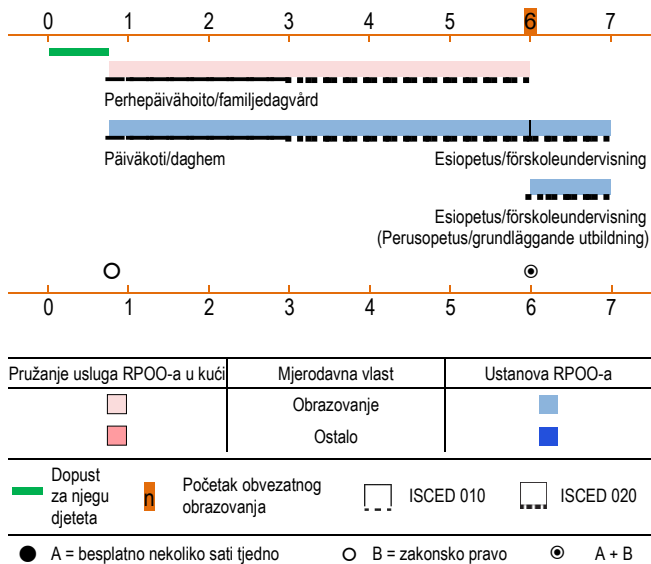 0 1 2 3 4 5 6 7
Perhepäivähoito/familjedagvård
Päiväkoti/daghem Esiopetus/förskoleundervisning
Esiopetus/förskoleundervisning
(Perusopetus/grundläggande utbildning)
0 1 2 3 4 5 6 7
Pružanje usluga RPOO-a u kući Mjerodavna vlast Ustanova RPOO-a
Obrazovanje
Ostalo
Dopust
za njegu
djeteta
n
Početak obvezatnog
obrazovanja
ISCED 010 ISCED 020
A = besplatno nekoliko sati tjedno B = zakonsko pravo A + B